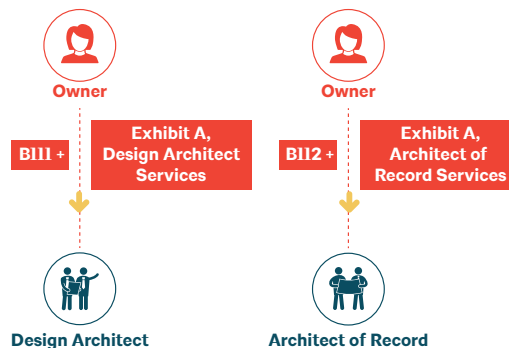 Owner
B111 +
Exhibit A,
Design Architect
Services
Design Architect
Owner
B112 +
Exhibit A,
Architect of
Record Services
Architect of Record